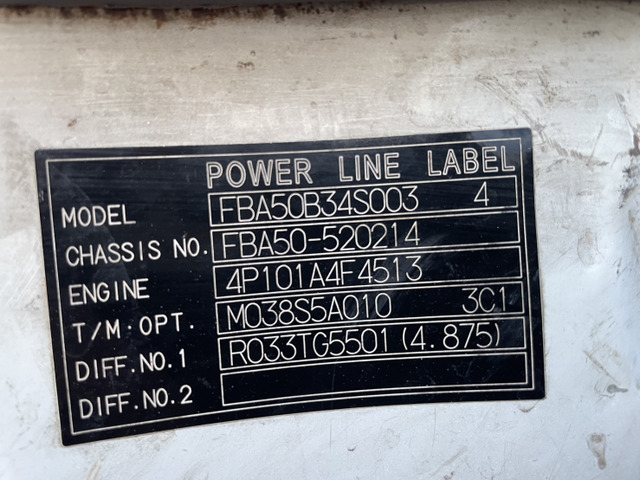 POWER LINE LABEL
MODEL FBA50B34S003 4
CHASSIS NO. FBA50-520214
ENGINE 4P101A4F4513
T/M·OPT. M038S5A010 3C1
DIFF.NO.1 R033TG5501(4.875)
DIFF.NO.2